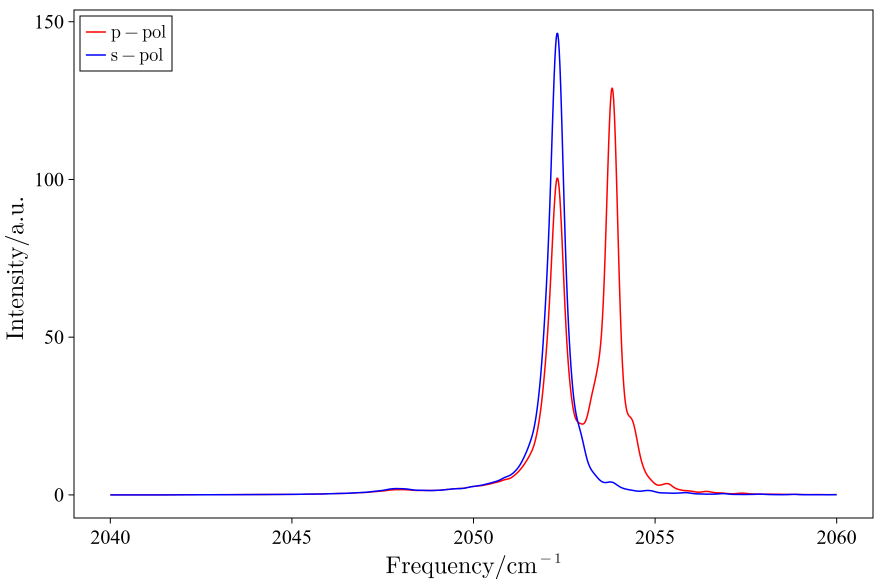 150
p – pol
s – pol
100
50
0
Intensity/a.u.
2040 2045 2050 2055 2060
Frequency/cm⁻¹